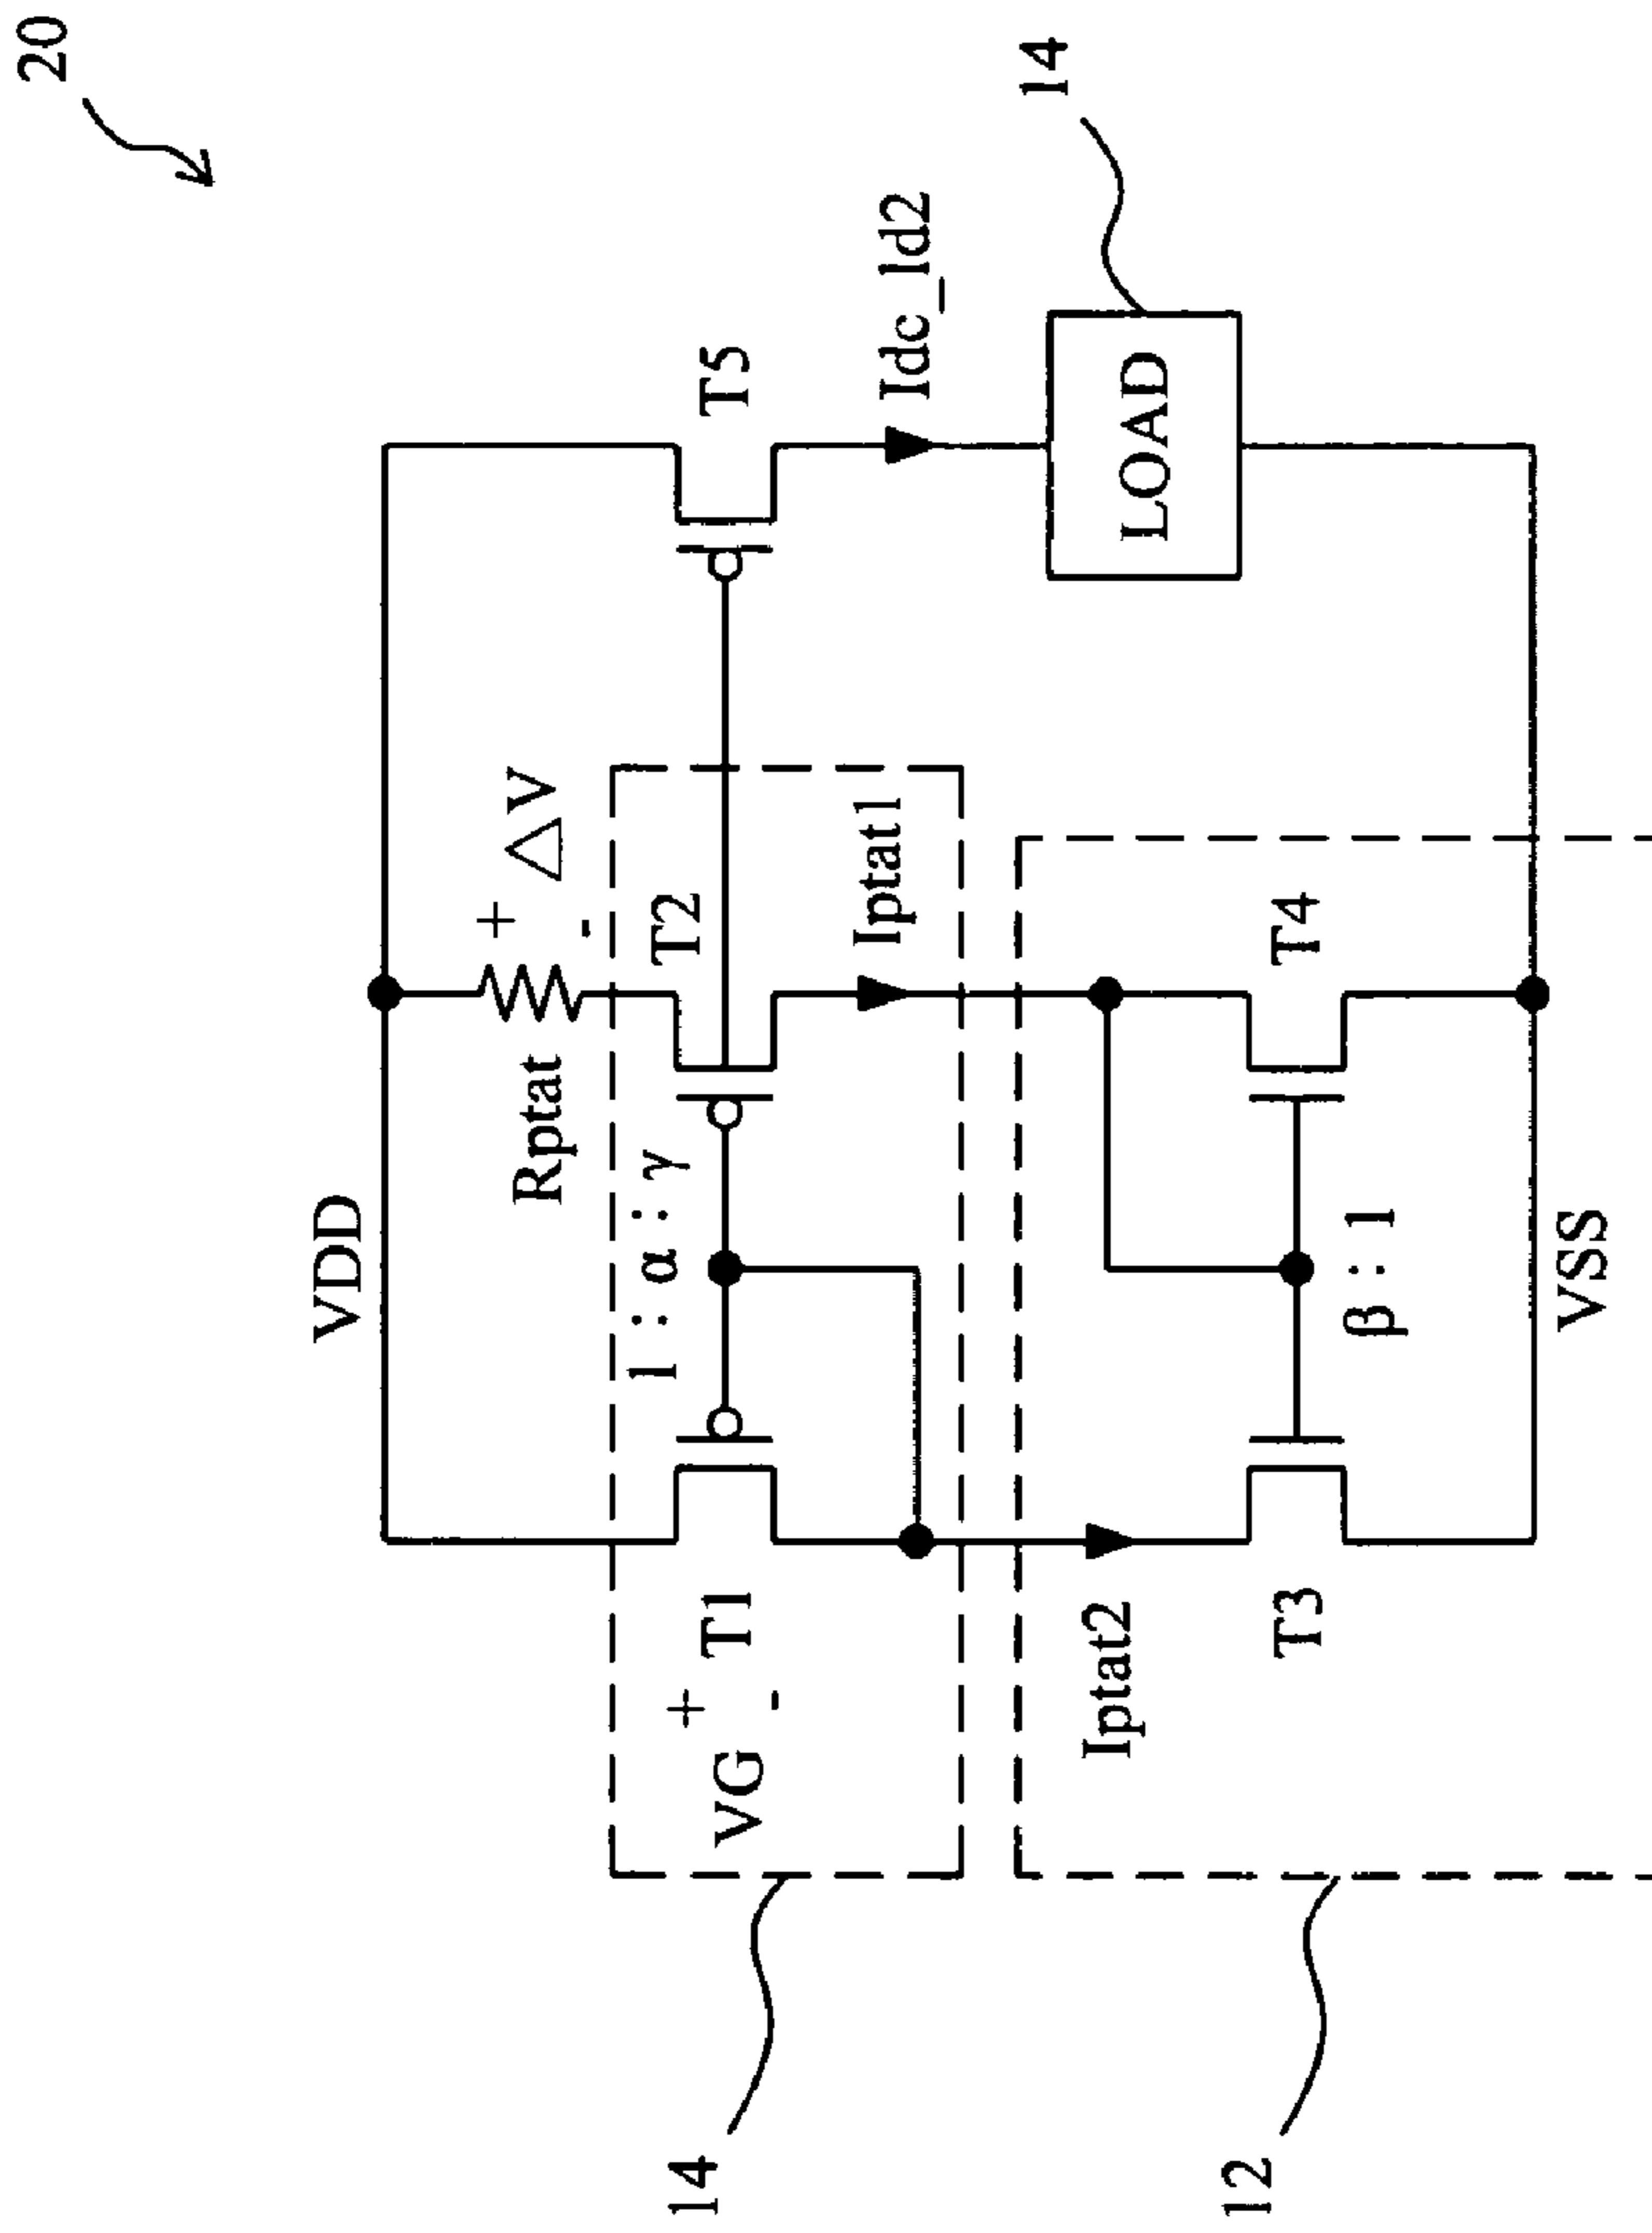 20
VDD
Rptat
+
△V
-
14
1 : α : γ
T2
T5
VG
+
-
T1
Iptat1
Idc_ld2
14
LOAD
Iptat2
12
T3
T4
β : 1
VSS